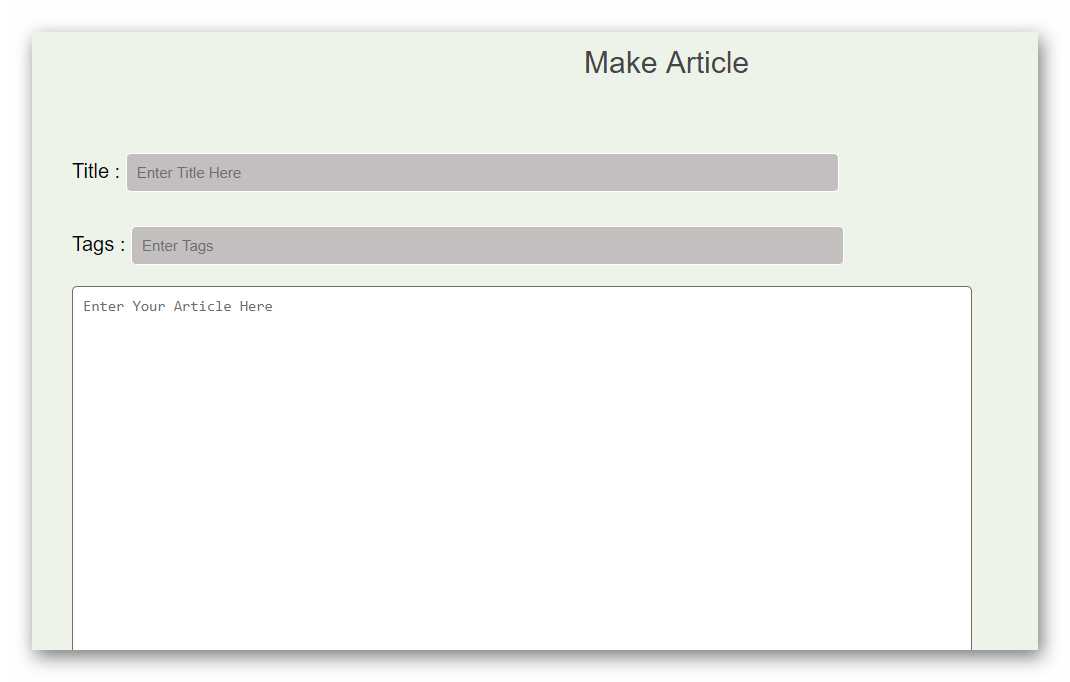 Make Article
Title : Enter Title Here
Tags : Enter Tags
Enter Your Article Here